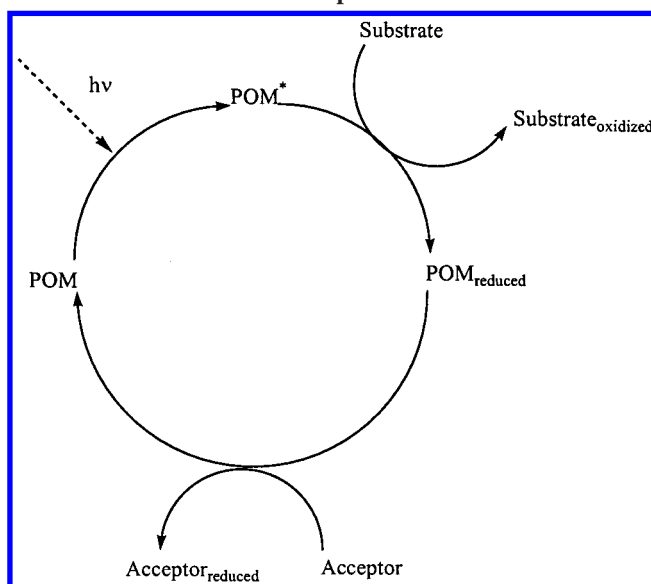 Substrate
hν
POM*
Substrate_oxidized
POM
POM_reduced
Acceptor_reduced
Acceptor